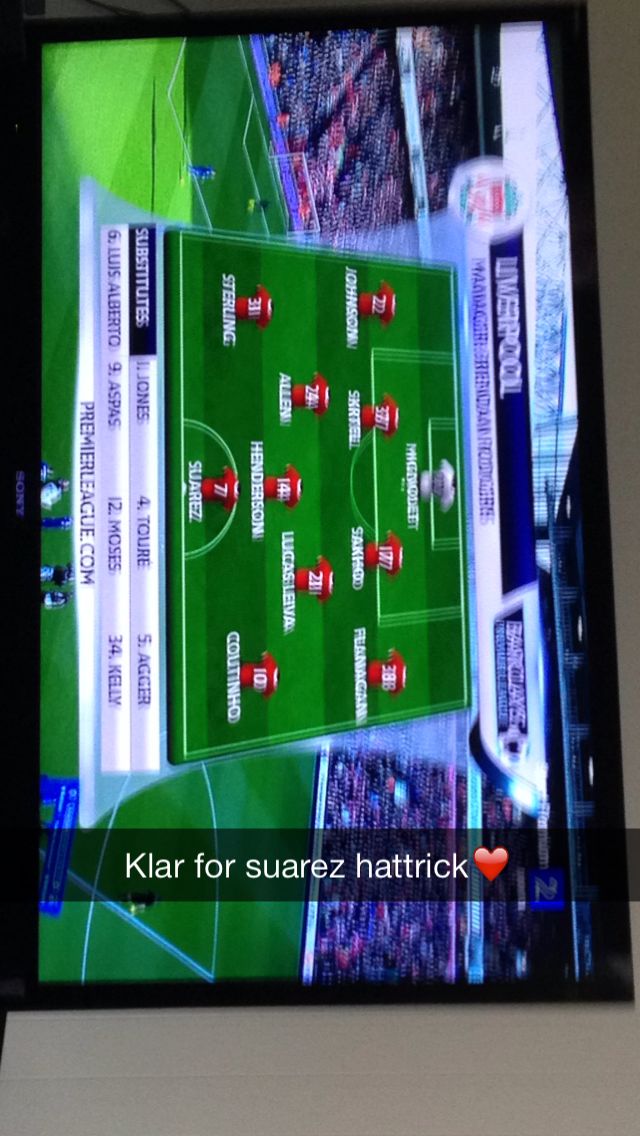 LIVERPOOL
MANAGER: BRENDAN RODGERS
BARCLAYS
22
JOHNSON
37
SKRTEL
MIGNOLET
17
SAKHO
38
FLANAGAN
31
STERLING
24
ALLEN
14
HENDERSON
21
LUCAS LEIVA
10
COUTINHO
7
SUAREZ
SUBSTITUTES: 1. JONES 4. TOURE 5. AGGER
6. LUIS ALBERTO 9. ASPAS 12. MOSES 34. KELLY
PREMIERLEAGUE.COM
SONY
2
Klar for suarez hattrick❤️